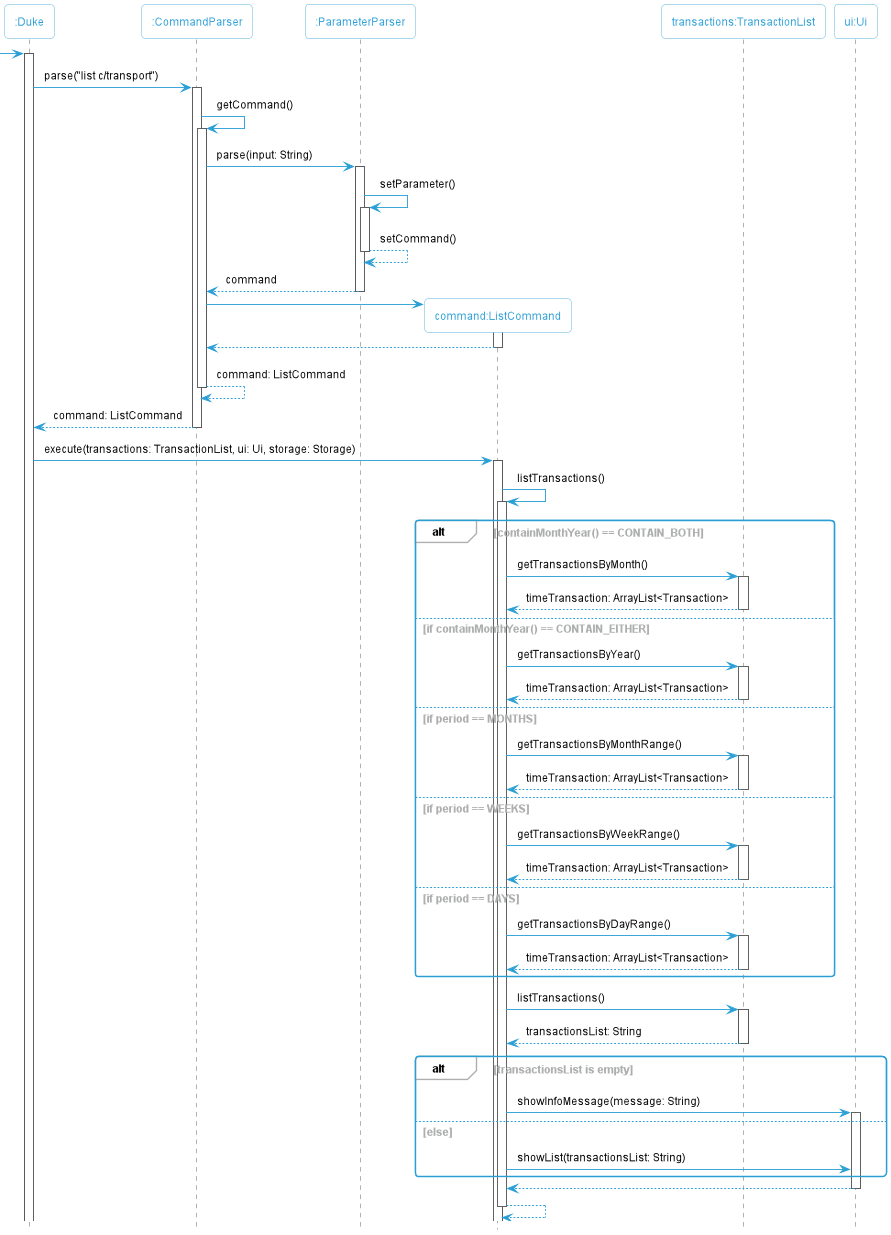 :Duke
:CommandParser
:ParameterParser
transactions:TransactionList
ui:Ui
parse("list c/transport")
getCommand()
parse(input: String)
setParameter()
setCommand()
command
command:ListCommand
command: ListCommand
command: ListCommand
execute(transactions: TransactionList, ui: Ui, storage: Storage)
listTransactions()
alt
[containMonthYear() == CONTAIN_BOTH]
getTransactionsByMonth()
timeTransaction: ArrayList<Transaction>
[if containMonthYear() == CONTAIN_EITHER]
getTransactionsByYear()
timeTransaction: ArrayList<Transaction>
[if period == MONTHS]
getTransactionsByMonthRange()
timeTransaction: ArrayList<Transaction>
[if period == WEEKS]
getTransactionsByWeekRange()
timeTransaction: ArrayList<Transaction>
[if period == DAYS]
getTransactionsByDayRange()
timeTransaction: ArrayList<Transaction>
listTransactions()
transactionsList: String
alt
[transactionsList is empty]
showInfoMessage(message: String)
[else]
showList(transactionsList: String)